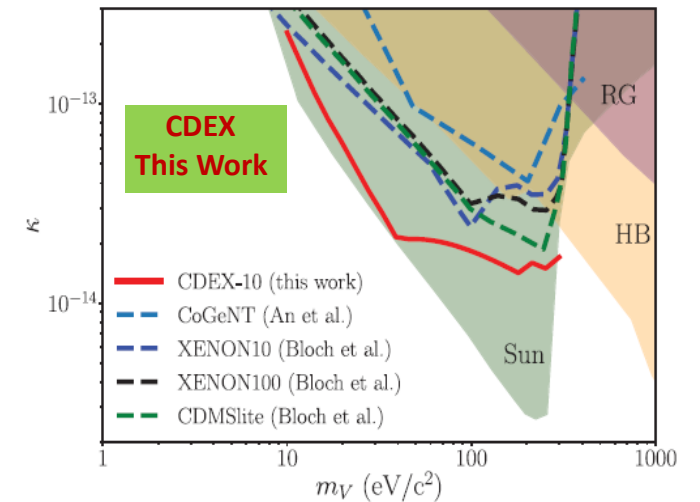 10⁻¹³
10⁻¹⁴
κ
CDEX
This Work
RG
HB
Sun
CDEX-10 (this work)
CoGeNT (An et al.)
XENON10 (Bloch et al.)
XENON100 (Bloch et al.)
CDMSlite (Bloch et al.)
1 10 100 1000
m_V (eV/c²)